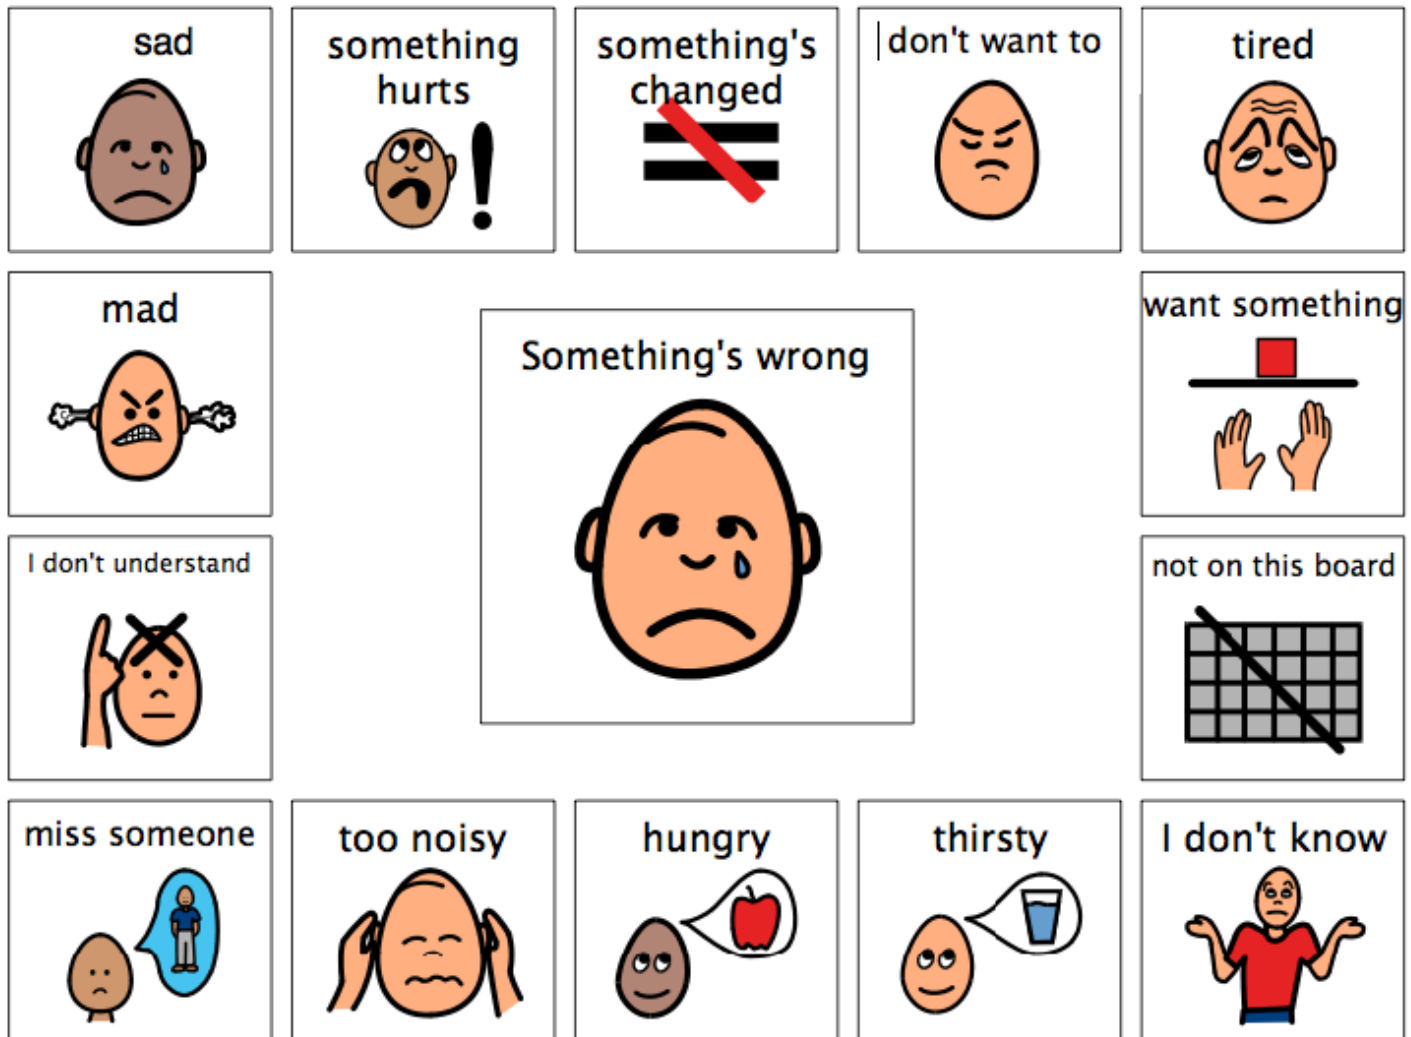 sad
something
hurts
something's
changed
don't want to
tired
mad
Something's wrong
want something
I don't understand
not on this board
miss someone
too noisy
hungry
thirsty
I don't know